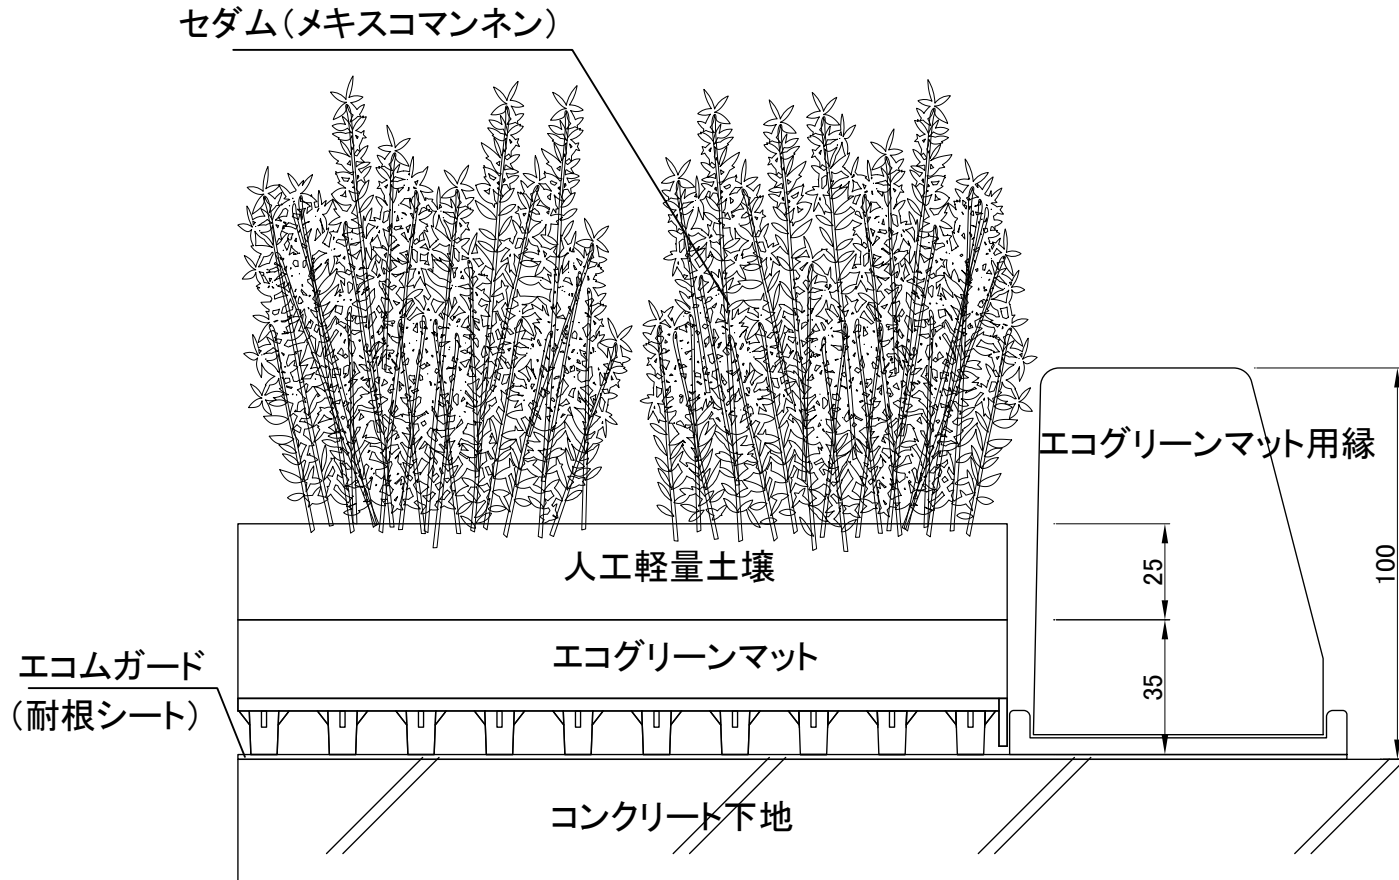 セダム（メキスコマンネン）
エコグリーンマット用縁
人工軽量土壌
25
100
エコグリーンマット
エコムガード
（耐根シート）
35
コンクリート下地